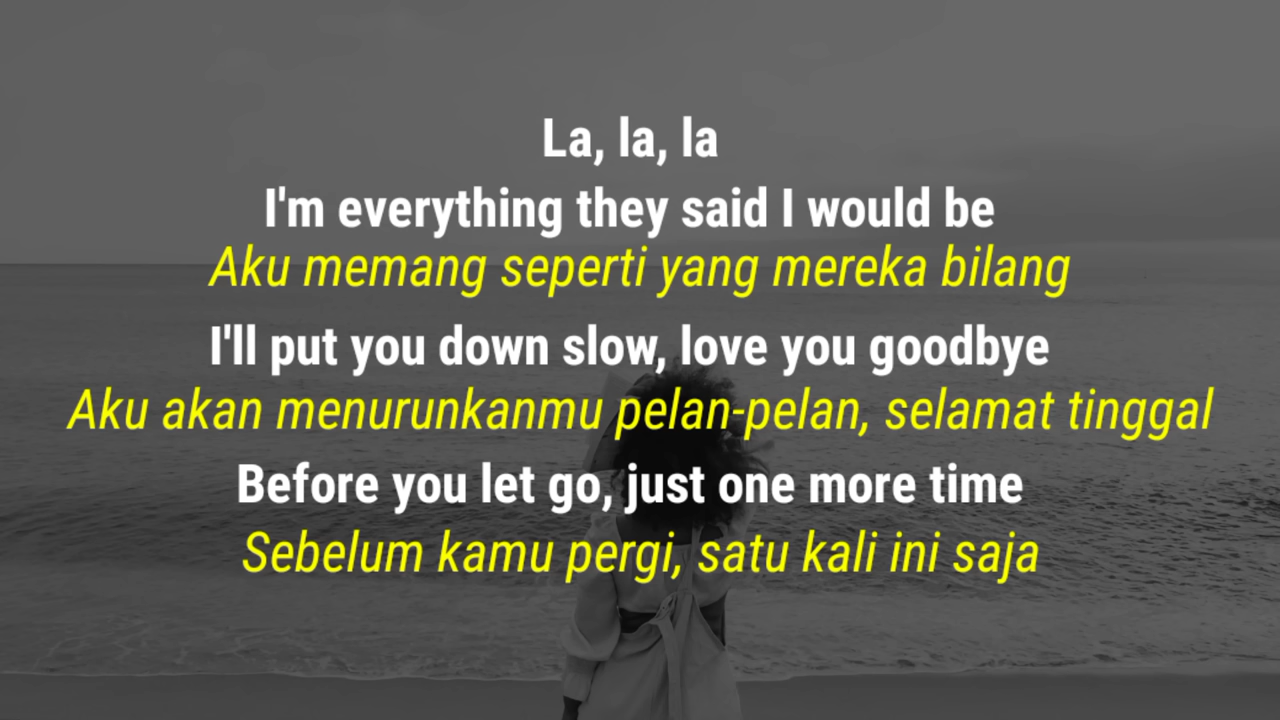 La, la, la
I'm everything they said I would be
Aku memang seperti yang mereka bilang
I'll put you down slow, love you goodbye
Aku akan menurunkanmu pelan-pelan, selamat tinggal
Before you let go, just one more time
Sebelum kamu pergi, satu kali ini saja